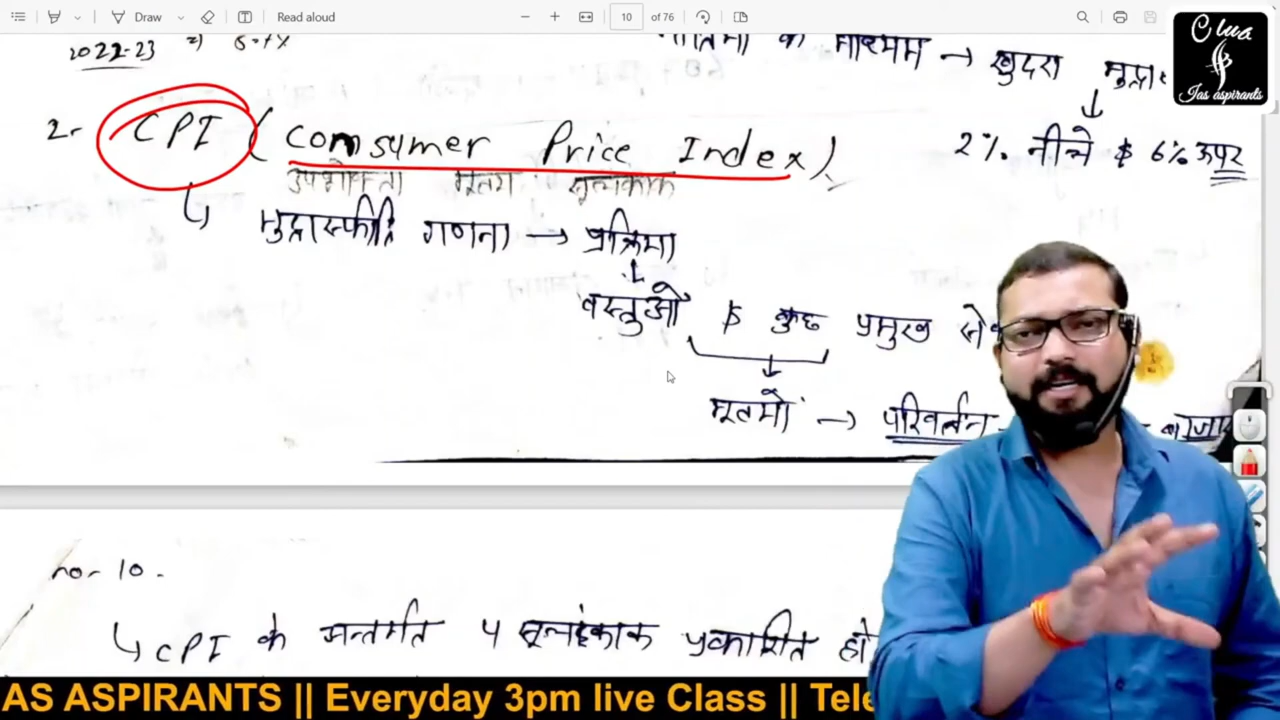 Draw
Read aloud
10 of 76
Clua
Ias aspirants
2022-23
के माध्यम → खुदरा
2. CPI (Consumer Price Index)
2% नीचे $ 6% ऊपर
उपभोक्ता मूल्य सूचकांक
मुद्रास्फीति गणना → प्रक्रिया
वस्तुओं $ कुछ प्रमुख
मूल्यों → परिवर्तन
no- 10.
CPI के अन्तर्गत 4 प्रकाशित हो
AS ASPIRANTS || Everyday 3pm live Class || Tele